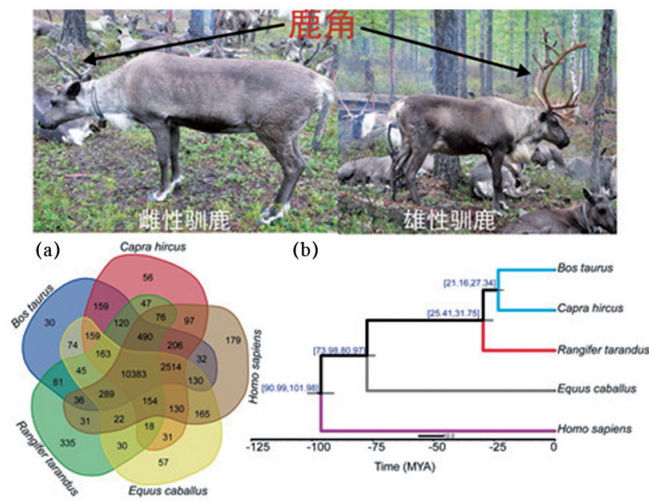 鹿角
雌性驯鹿
雄性驯鹿
(a)
(b)
Capra hircus
Bos taurus
Homo sapiens
Rangifer tarandus
Equus caballus
56
30
159
47
97
179
120
76
490
206
32
74
159
163
10383
2514
130
81
45
36
289
154
130
165
31
22
18
31
335
30
57
[21.16,27.34]
[25.41,31.75]
[73.98,80.97]
[90.99,101.98]
Bos taurus
Capra hircus
Rangifer tarandus
Equus caballus
Homo sapiens
-125
-100
-75
-50
-25
0
Time (MYA)